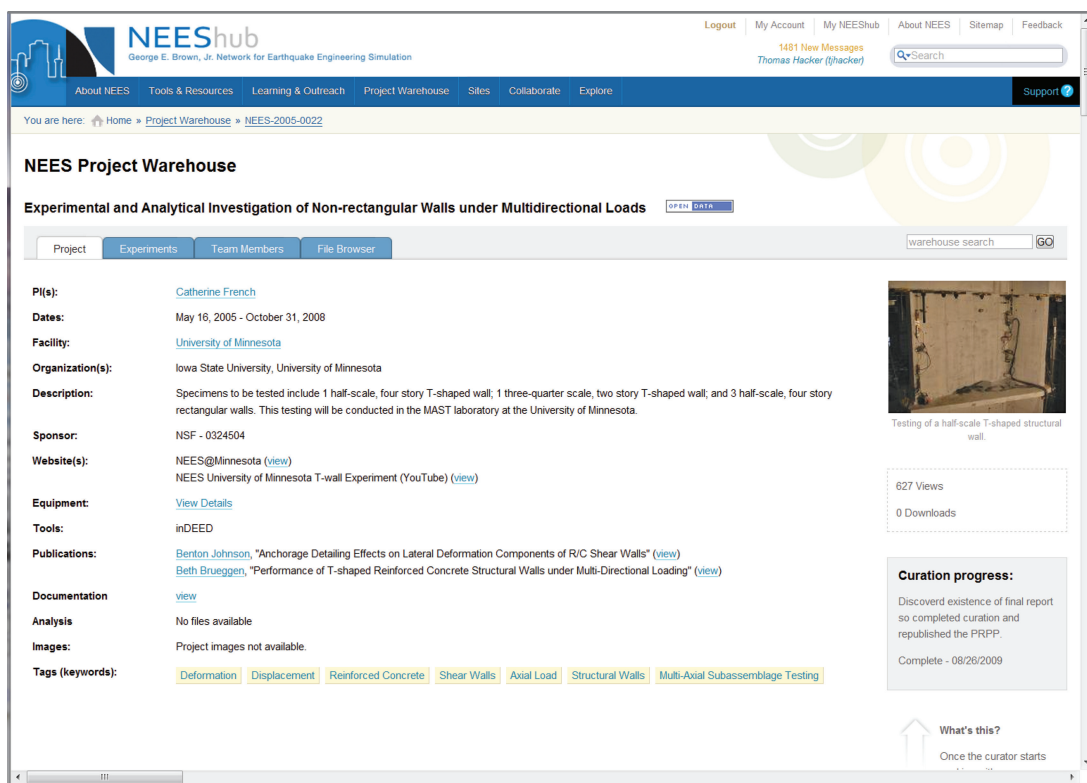 NEEShub
George E. Brown, Jr. Network for Earthquake Engineering Simulation
Logout My Account My NEEShub About NEES Sitemap Feedback
1481 New Messages
Thomas Hacker (tjhacker)
Search
About NEES Tools & Resources Learning & Outreach Project Warehouse Sites Collaborate Explore Support ?
You are here: Home » Project Warehouse » NEES-2005-0022
NEES Project Warehouse
Experimental and Analytical Investigation of Non-rectangular Walls under Multidirectional Loads OPEN DATA
Project Experiments Team Members File Browser
warehouse search GO
PI(s): Catherine French
Dates: May 16, 2005 - October 31, 2008
Facility: University of Minnesota
Organization(s): Iowa State University, University of Minnesota
Description: Specimens to be tested include 1 half-scale, four story T-shaped wall; 1 three-quarter scale, two story T-shaped wall; and 3 half-scale, four story
rectangular walls. This testing will be conducted in the MAST laboratory at the University of Minnesota.
Sponsor: NSF - 0324504
Website(s): NEES@Minnesota (view)
NEES University of Minnesota T-wall Experiment (YouTube) (view)
Equipment: View Details
Tools: inDEED
Publications: Benton Johnson, "Anchorage Detailing Effects on Lateral Deformation Components of R/C Shear Walls" (view)
Beth Brueggen, "Performance of T-shaped Reinforced Concrete Structural Walls under Multi-Directional Loading" (view)
Documentation view
Analysis No files available
Images: Project images not available.
Tags (keywords): Deformation Displacement Reinforced Concrete Shear Walls Axial Load Structural Walls Multi-Axial Subassemblage Testing
Testing of a half-scale T-shaped structural
wall.
627 Views
0 Downloads
Curation progress:
Discoverd existence of final report
so completed curation and
republished the PRPP.
Complete - 08/26/2009
What's this?
Once the curator starts